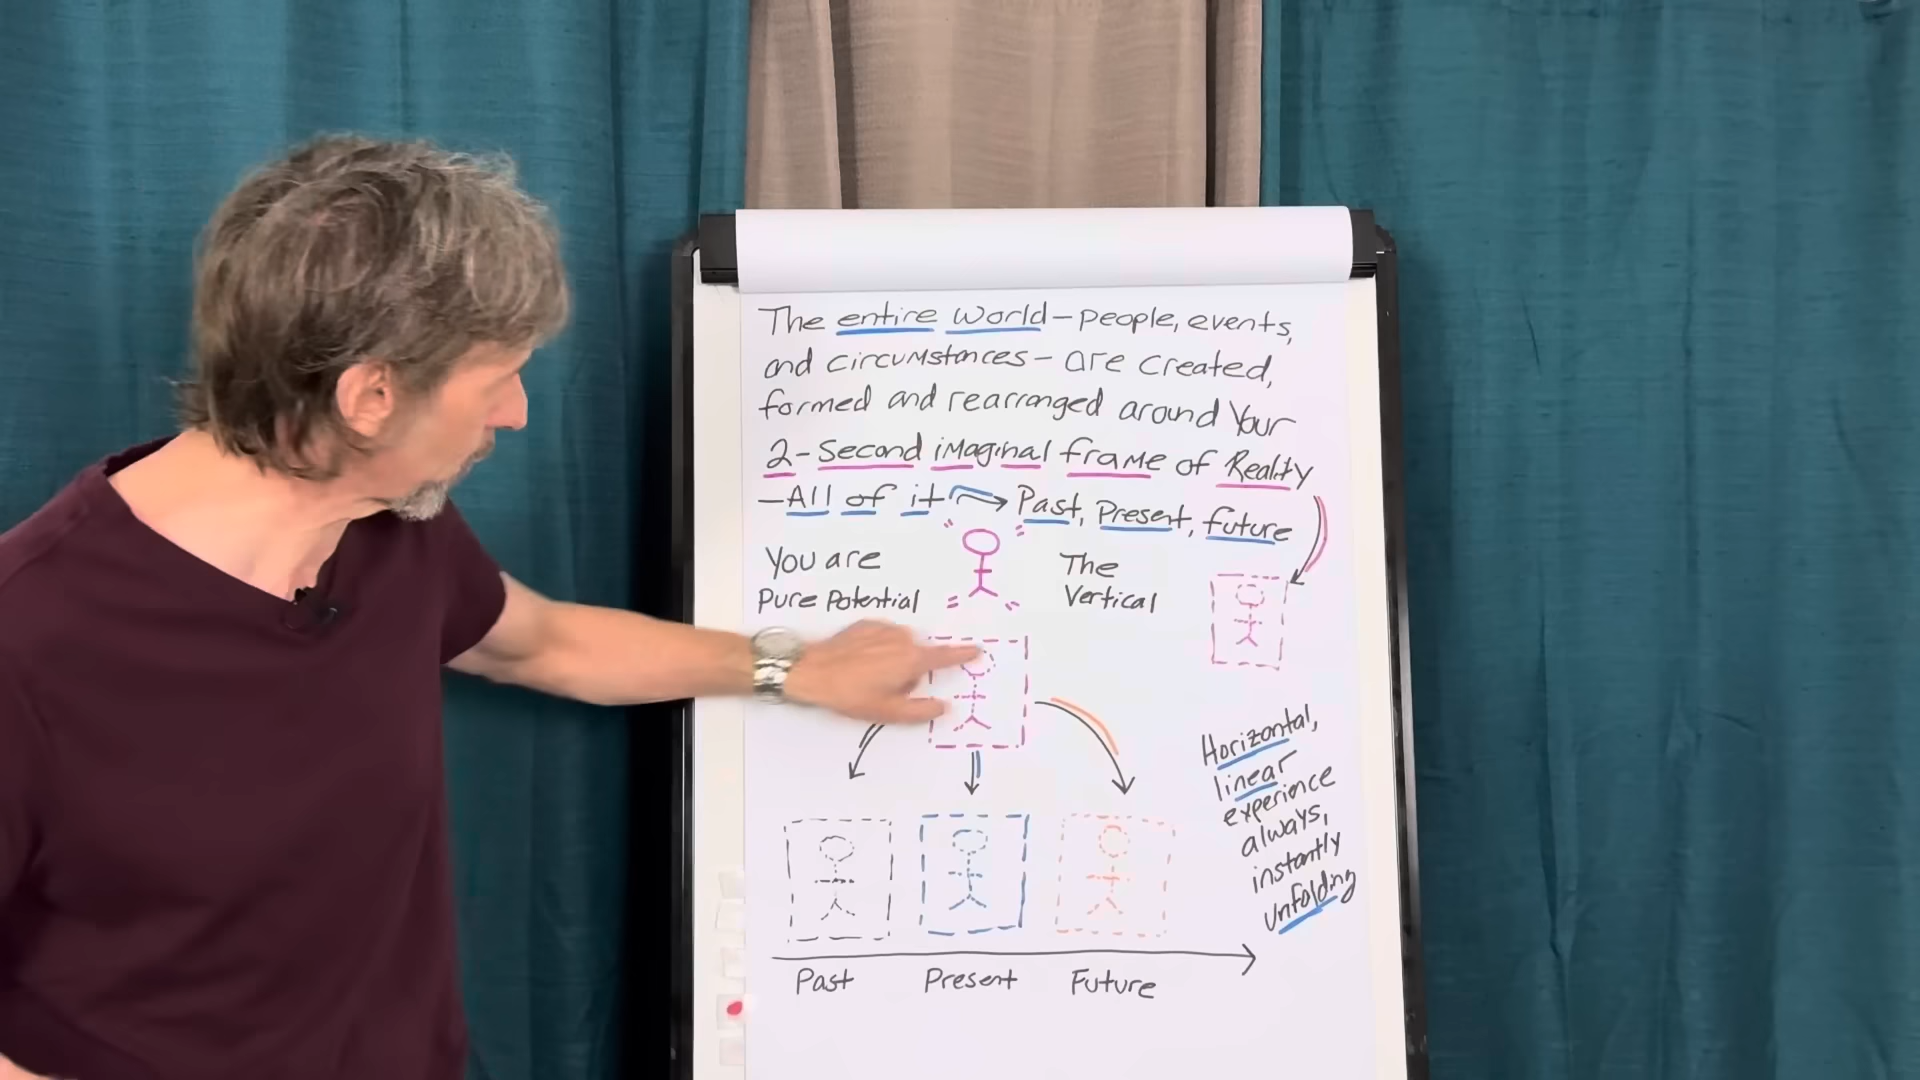 The entire world – people, events,
and circumstances – are created,
formed and rearranged around Your
2-Second imaginal frame of Reality
– All of it → Past, Present, future
You are
Pure Potential
The
Vertical
Horizontal,
linear
experience
always,
instantly
unfolding
Past
Present
Future